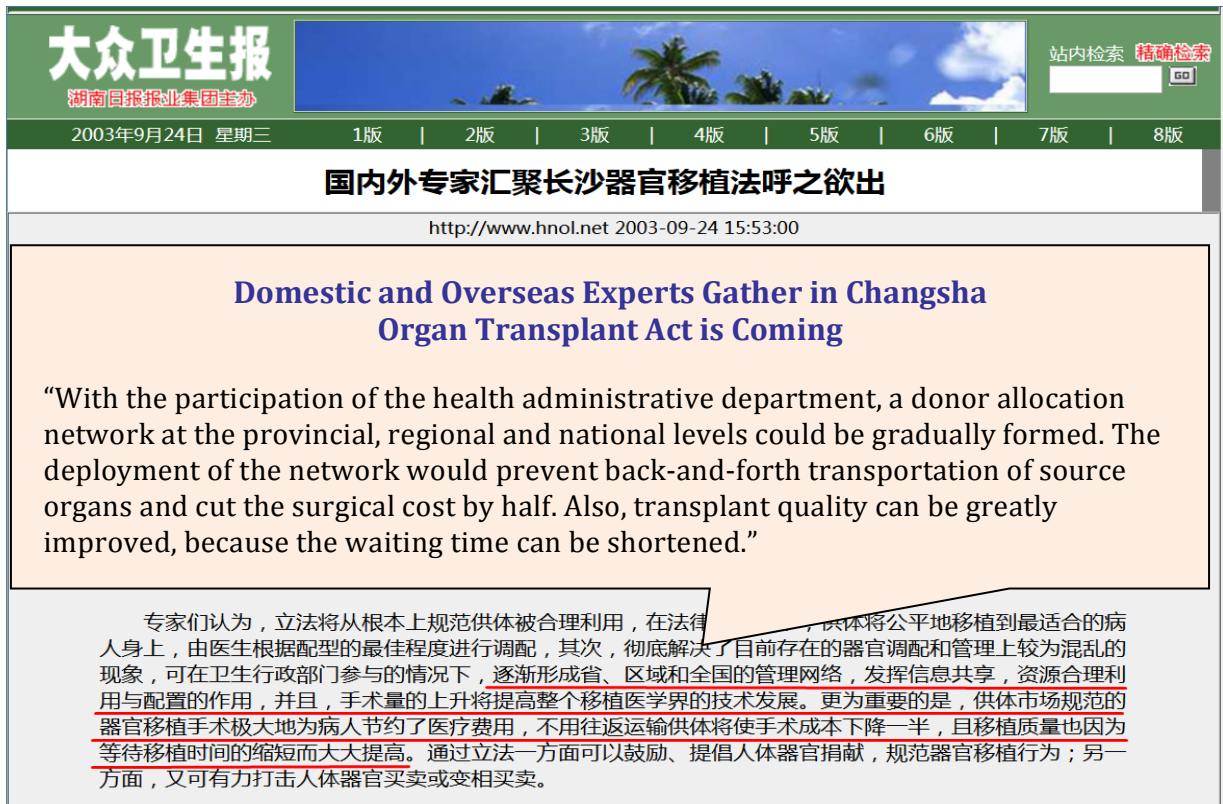 大众卫生报
湖南日报报业集团主办
站内检索 精确检索
GO
2003年9月24日 星期三 1版 | 2版 | 3版 | 4版 | 5版 | 6版 | 7版 | 8版
国内外专家汇聚长沙器官移植法呼之欲出
http://www.hnol.net 2003-09-24 15:53:00
Domestic and Overseas Experts Gather in Changsha
Organ Transplant Act is Coming
“With the participation of the health administrative department, a donor allocation
network at the provincial, regional and national levels could be gradually formed. The
deployment of the network would prevent back-and-forth transportation of source
organs and cut the surgical cost by half. Also, transplant quality can be greatly
improved, because the waiting time can be shortened.”
专家们认为，立法将从根本上规范供体被合理利用，在法律 供体将公平地移植到最适合的病
人身上，由医生根据配型的最佳程度进行调配，其次，彻底解决了目前存在的器官调配和管理上较为混乱的
现象，可在卫生行政部门参与的情况下，逐渐形成省、区域和全国的管理网络，发挥信息共享，资源合理利
用与配置的作用，并且，手术量的上升将提高整个移植医学界的技术发展。更为重要的是，供体市场规范的
器官移植手术极大地为病人节约了医疗费用，不用往返运输供体将使手术成本下降一半，且移植质量也因为
等待移植时间的缩短而大大提高。通过立法一方面可以鼓励、提倡人体器官捐献，规范器官移植行为；另一
方面，又可有力打击人体器官买卖或变相买卖。